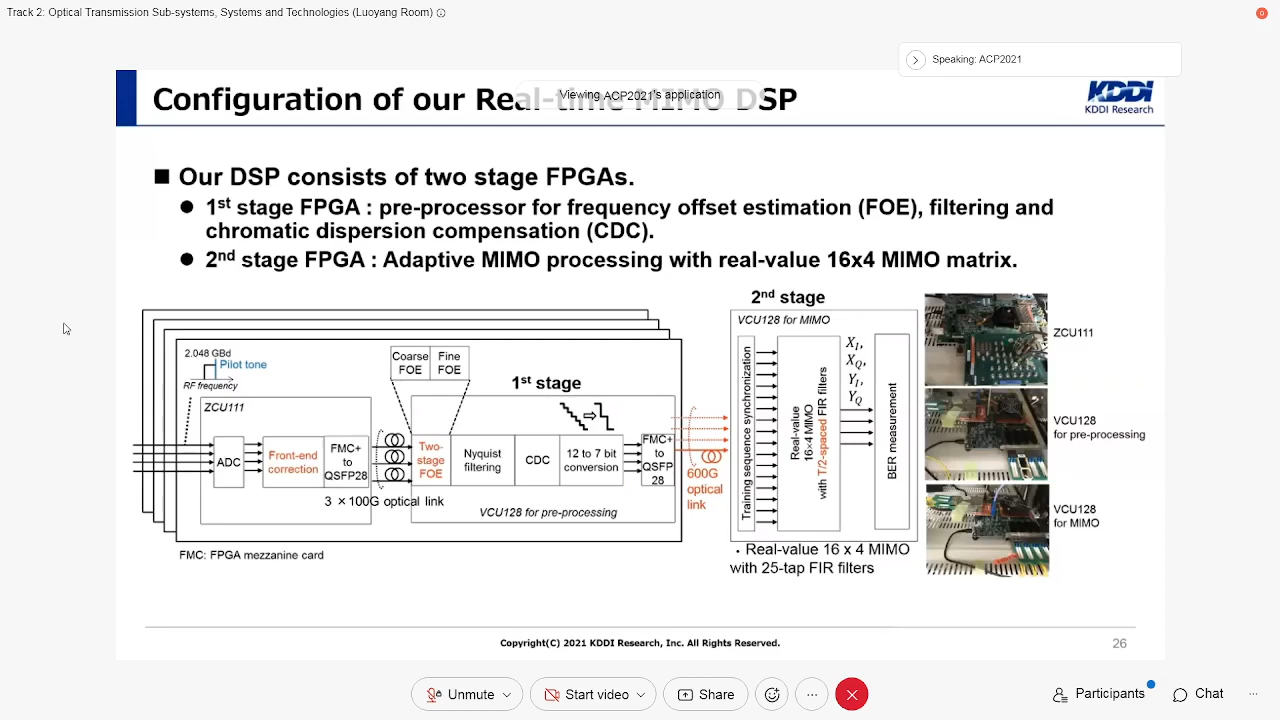 Track 2: Optical Transmission Sub-systems, Systems and Technologies (Luoyang Room)
Speaking: ACP2021
Viewing ACP2021's application
Configuration of our Real-time MIMO DSP
KDDI
KDDI Research
Our DSP consists of two stage FPGAs.
1st stage FPGA : pre-processor for frequency offset estimation (FOE), filtering and
chromatic dispersion compensation (CDC).
2nd stage FPGA : Adaptive MIMO processing with real-value 16x4 MIMO matrix.
2.048 GBd
Pilot tone
RF frequency
ZCU111
ADC
Front-end
correction
FMC+
to
QSFP28
3 ×100G optical link
Coarse
FOE
Fine
FOE
1st stage
Two-
stage
FOE
Nyquist
filtering
CDC
12 to 7 bit
conversion
FMC+
to
QSFP
28
VCU128 for pre-processing
600G
optical
link
FMC: FPGA mezzanine card
2nd stage
VCU128 for MIMO
Training sequence synchronization
Real-value
16×4 MIMO
with T/2-spaced FIR filters
XI,
XQ,
YI,
YQ
BER measurement
· Real-value 16 x 4 MIMO
with 25-tap FIR filters
ZCU111
VCU128
for pre-processing
VCU128
for MIMO
Copyright(C) 2021 KDDI Research, Inc. All Rights Reserved.
26
Unmute
Start video
Share
Participants
Chat